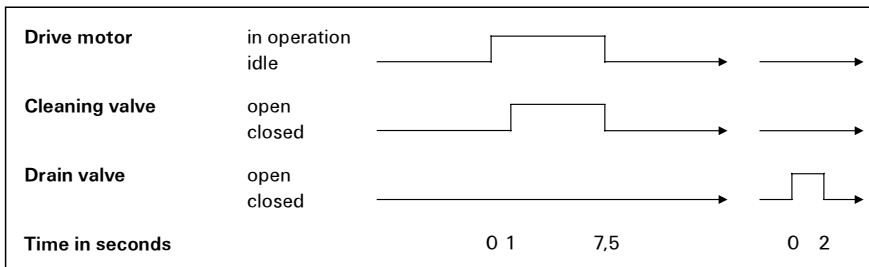 Drive motor in operation
idle
Cleaning valve open
closed
Drain valve open
closed
Time in seconds 0 1 7,5 0 2